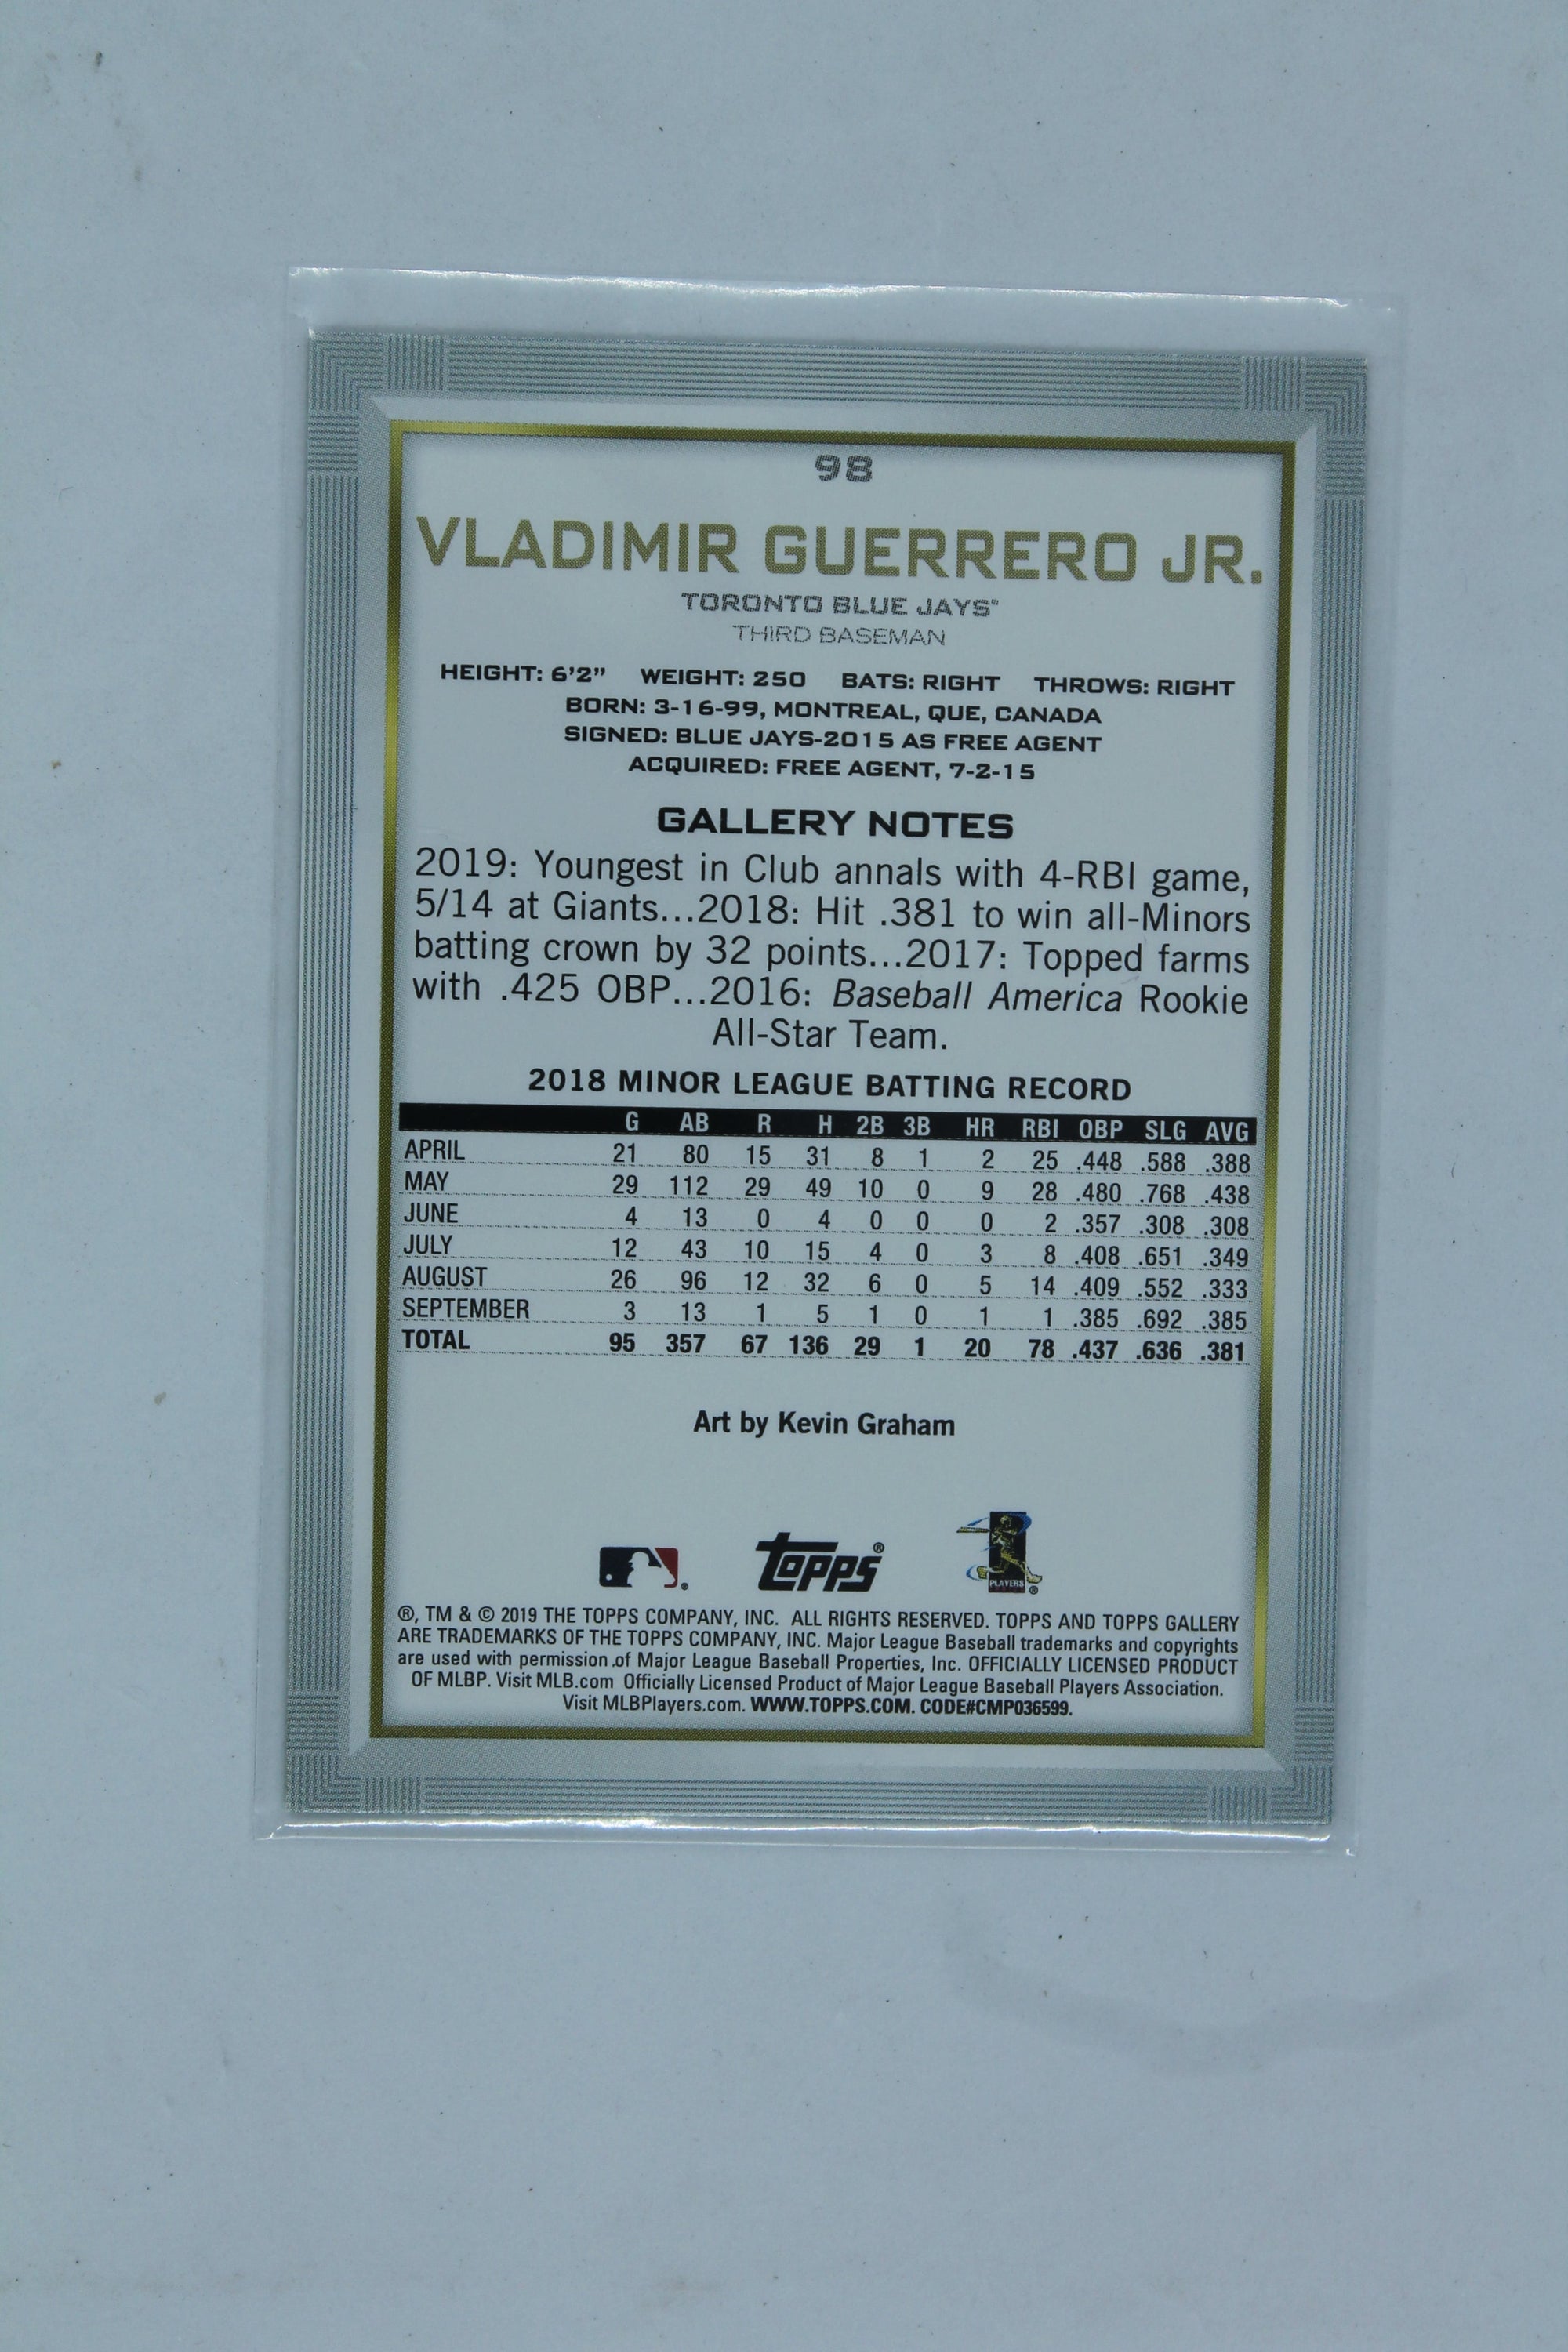 98
VLADIMIR GUERRERO JR.
TORONTO BLUE JAYS®
THIRD BASEMAN
HEIGHT: 6'2" WEIGHT: 250 BATS: RIGHT THROWS: RIGHT
BORN: 3-16-99, MONTREAL, QUE, CANADA
SIGNED: BLUE JAYS-2015 AS FREE AGENT
ACQUIRED: FREE AGENT, 7-2-15
GALLERY NOTES
2019: Youngest in Club annals with 4-RBI game,
5/14 at Giants...2018: Hit .381 to win all-Minors
batting crown by 32 points...2017: Topped farms
with .425 OBP...2016: Baseball America Rookie
All-Star Team.
2018 MINOR LEAGUE BATTING RECORD
G AB R H 2B 3B HR RBI OBP SLG AVG
APRIL 21 80 15 31 8 1 2 25 .448 .588 .388
MAY 29 112 29 49 10 0 9 28 .480 .768 .438
JUNE 4 13 0 4 0 0 0 2 .357 .308 .308
JULY 12 43 10 15 4 0 3 8 .408 .651 .349
AUGUST 26 96 12 32 6 0 5 14 .409 .552 .333
SEPTEMBER 3 13 1 5 1 0 1 1 .385 .692 .385
TOTAL 95 357 67 136 29 1 20 78 .437 .636 .381
Art by Kevin Graham
® topps® PLAYERS ®
®, TM & © 2019 THE TOPPS COMPANY, INC. ALL RIGHTS RESERVED. TOPPS AND TOPPS GALLERY
ARE TRADEMARKS OF THE TOPPS COMPANY, INC. Major League Baseball trademarks and copyrights
are used with permission of Major League Baseball Properties, Inc. OFFICIALLY LICENSED PRODUCT
OF MLBP. Visit MLB.com Officially Licensed Product of Major League Baseball Players Association.
Visit MLBPlayers.com. WWW.TOPPS.COM. CODE#CMP036599.